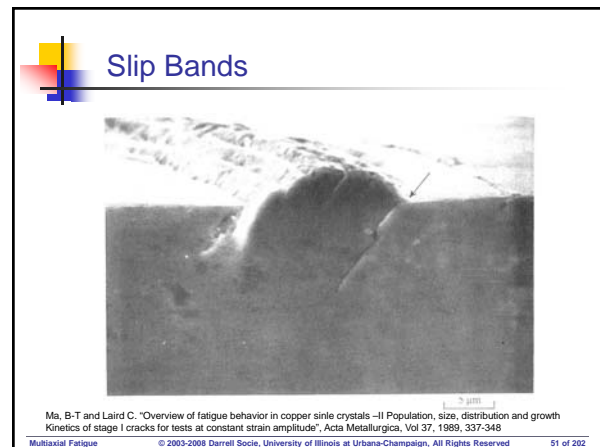 Slip Bands
5 μm
Ma, B-T and Laird C. “Overview of fatigue behavior in copper sinle crystals –II Population, size, distribution and growth
Kinetics of stage I cracks for tests at constant strain amplitude”, Acta Metallurgica, Vol 37, 1989, 337-348
Multiaxial Fatigue © 2003-2008 Darrell Socie, University of Illinois at Urbana-Champaign, All Rights Reserved 51 of 202